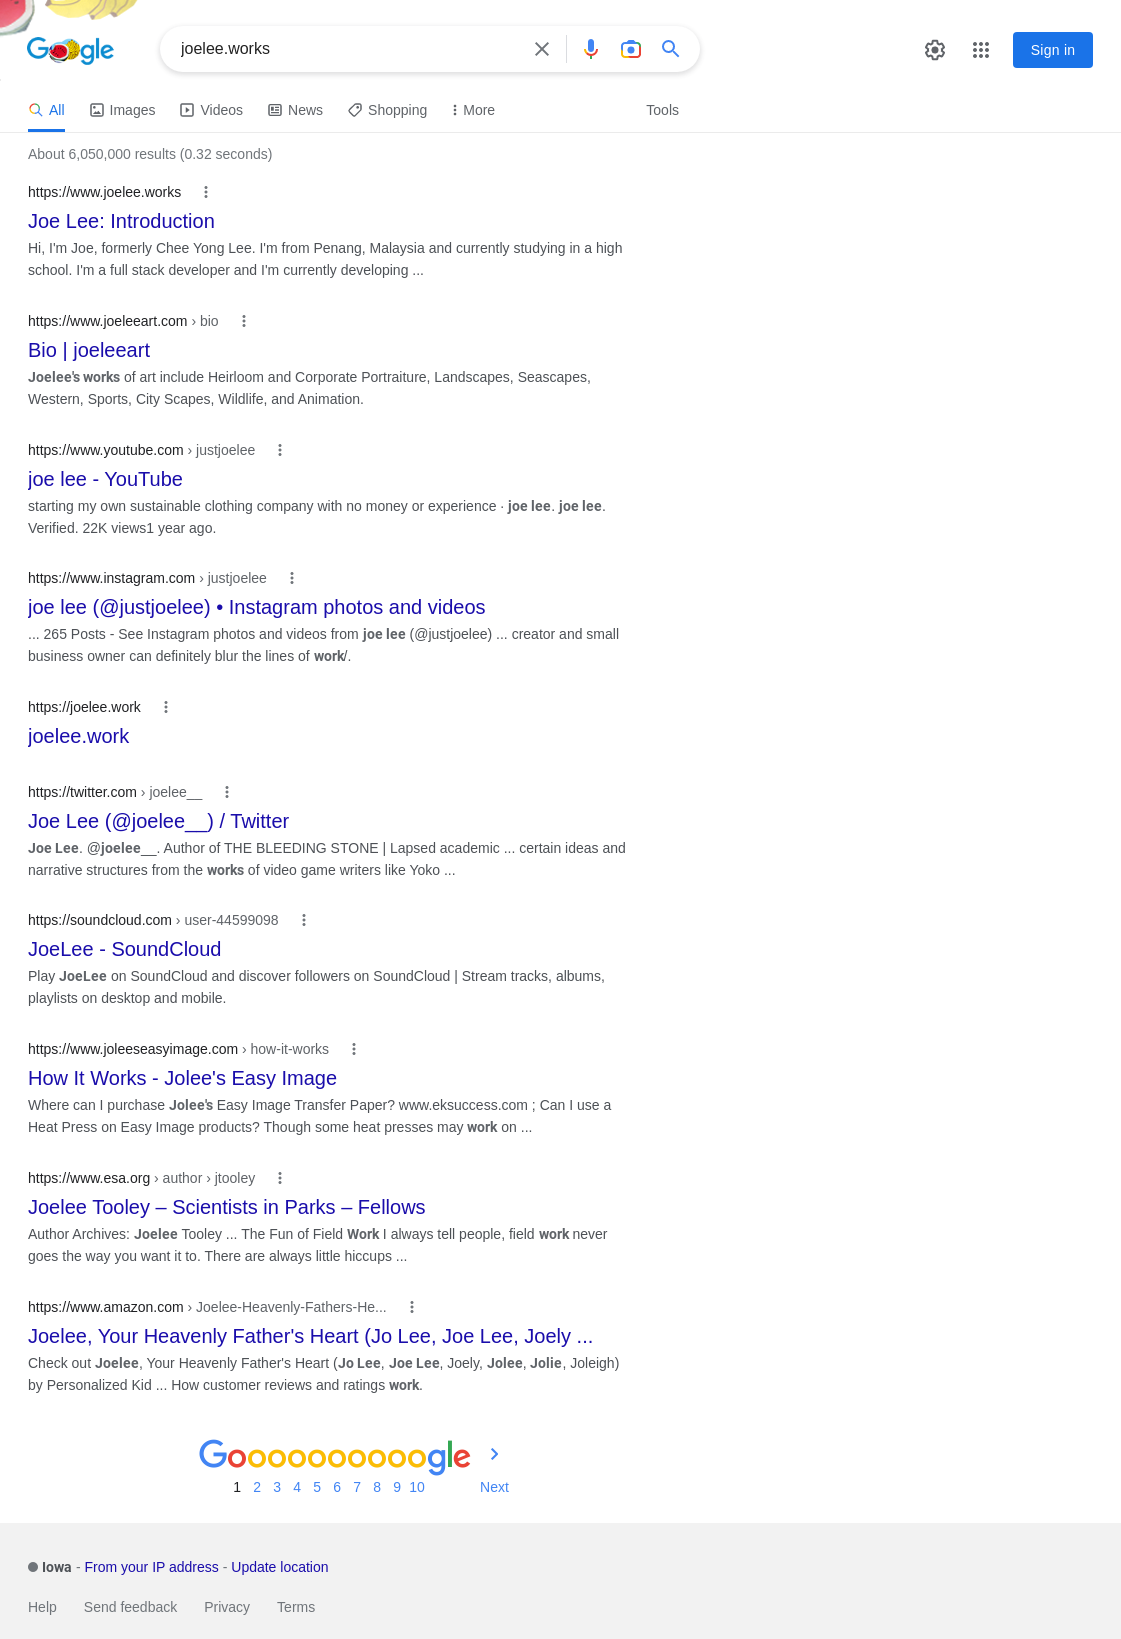 Google
joelee.works
Sign in
All Images Videos News Shopping More Tools
About 6,050,000 results (0.32 seconds)
https://www.joelee.works
Joe Lee: Introduction
Hi, I'm Joe, formerly Chee Yong Lee. I'm from Penang, Malaysia and currently studying in a high
school. I'm a full stack developer and I'm currently developing ...
https://www.joeleeart.com › bio
Bio | joeleeart
Joelee's works of art include Heirloom and Corporate Portraiture, Landscapes, Seascapes,
Western, Sports, City Scapes, Wildlife, and Animation.
https://www.youtube.com › justjoelee
joe lee - YouTube
starting my own sustainable clothing company with no money or experience · joe lee. joe lee.
Verified. 22K views1 year ago.
https://www.instagram.com › justjoelee
joe lee (@justjoelee) • Instagram photos and videos
... 265 Posts - See Instagram photos and videos from joe lee (@justjoelee) ... creator and small
business owner can definitely blur the lines of work/.
https://joelee.work
joelee.work
https://twitter.com › joelee__
Joe Lee (@joelee__) / Twitter
Joe Lee. @joelee__. Author of THE BLEEDING STONE | Lapsed academic ... certain ideas and
narrative structures from the works of video game writers like Yoko ...
https://soundcloud.com › user-44599098
JoeLee - SoundCloud
Play JoeLee on SoundCloud and discover followers on SoundCloud | Stream tracks, albums,
playlists on desktop and mobile.
https://www.joleeseasyimage.com › how-it-works
How It Works - Jolee's Easy Image
Where can I purchase Jolee's Easy Image Transfer Paper? www.eksuccess.com ; Can I use a
Heat Press on Easy Image products? Though some heat presses may work on ...
https://www.esa.org › author › jtooley
Joelee Tooley – Scientists in Parks – Fellows
Author Archives: Joelee Tooley ... The Fun of Field Work I always tell people, field work never
goes the way you want it to. There are always little hiccups ...
https://www.amazon.com › Joelee-Heavenly-Fathers-He...
Joelee, Your Heavenly Father's Heart (Jo Lee, Joe Lee, Joely ...
Check out Joelee, Your Heavenly Father's Heart (Jo Lee, Joe Lee, Joely, Jolee, Jolie, Joleigh)
by Personalized Kid ... How customer reviews and ratings work.
Goooooooooogle
1 2 3 4 5 6 7 8 9 10 Next
Iowa - From your IP address - Update location
Help Send feedback Privacy Terms